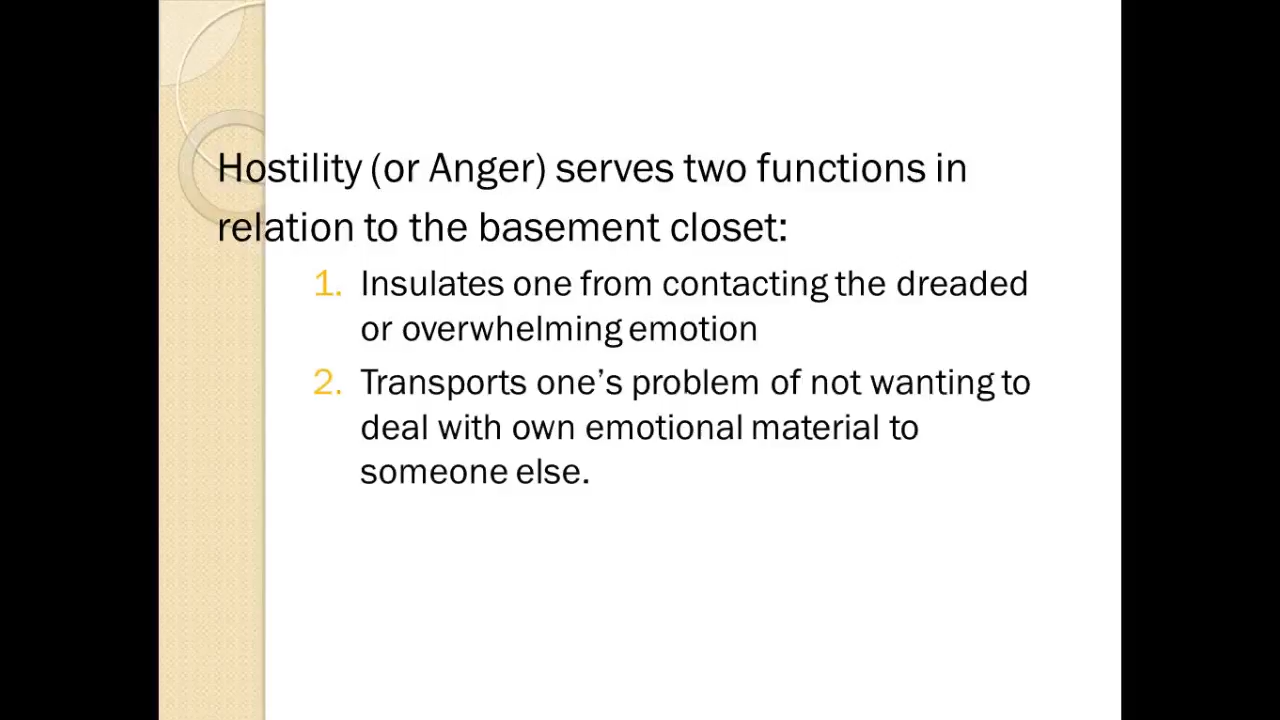 Hostility (or Anger) serves two functions in
relation to the basement closet:
1. Insulates one from contacting the dreaded
or overwhelming emotion
2. Transports one’s problem of not wanting to
deal with own emotional material to
someone else.